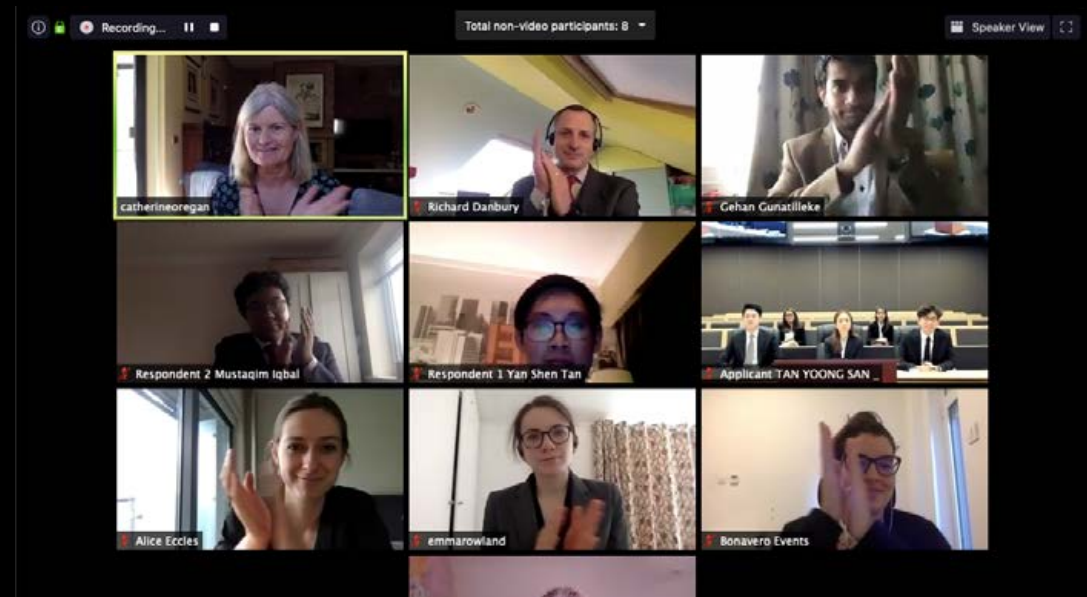 Recording...
Total non-video participants: 8
Speaker View
catherineoregan
Richard Danbury
Gehan Gunatilleke
Respondent 2 Mustaqim Iqbal
Respondent 1 Yan Shen Tan
Applicant TAN YOONG SAN _
Alice Eccles
emmarowland
Bonavero Events